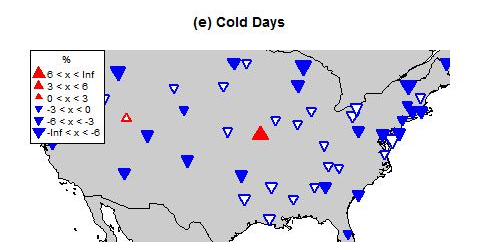 (e) Cold Days
%
6 < x < Inf
3 < x < 6
0 < x < 3
-3 < x < 0
-6 < x < -3
-Inf < x < -6